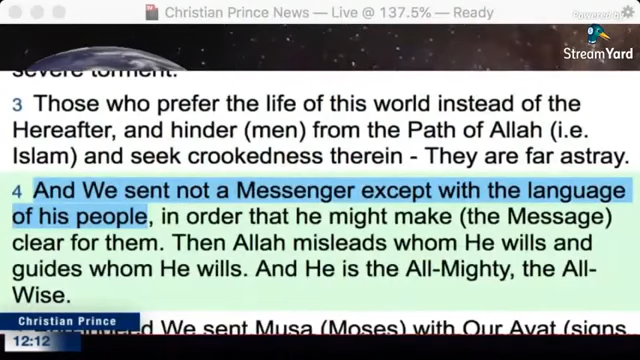 Christian Prince News — Live @ 137.5% — Ready
Powered by
StreamYard
severe torment.
3 Those who prefer the life of this world instead of the
Hereafter, and hinder (men) from the Path of Allah (i.e.
Islam) and seek crookedness therein - They are far astray.
4 And We sent not a Messenger except with the language
of his people, in order that he might make (the Message)
clear for them. Then Allah misleads whom He wills and
guides whom He wills. And He is the All-Mighty, the All-
Wise.
We sent Musa (Moses) with Our Ayat (signs,
Christian Prince
12:12